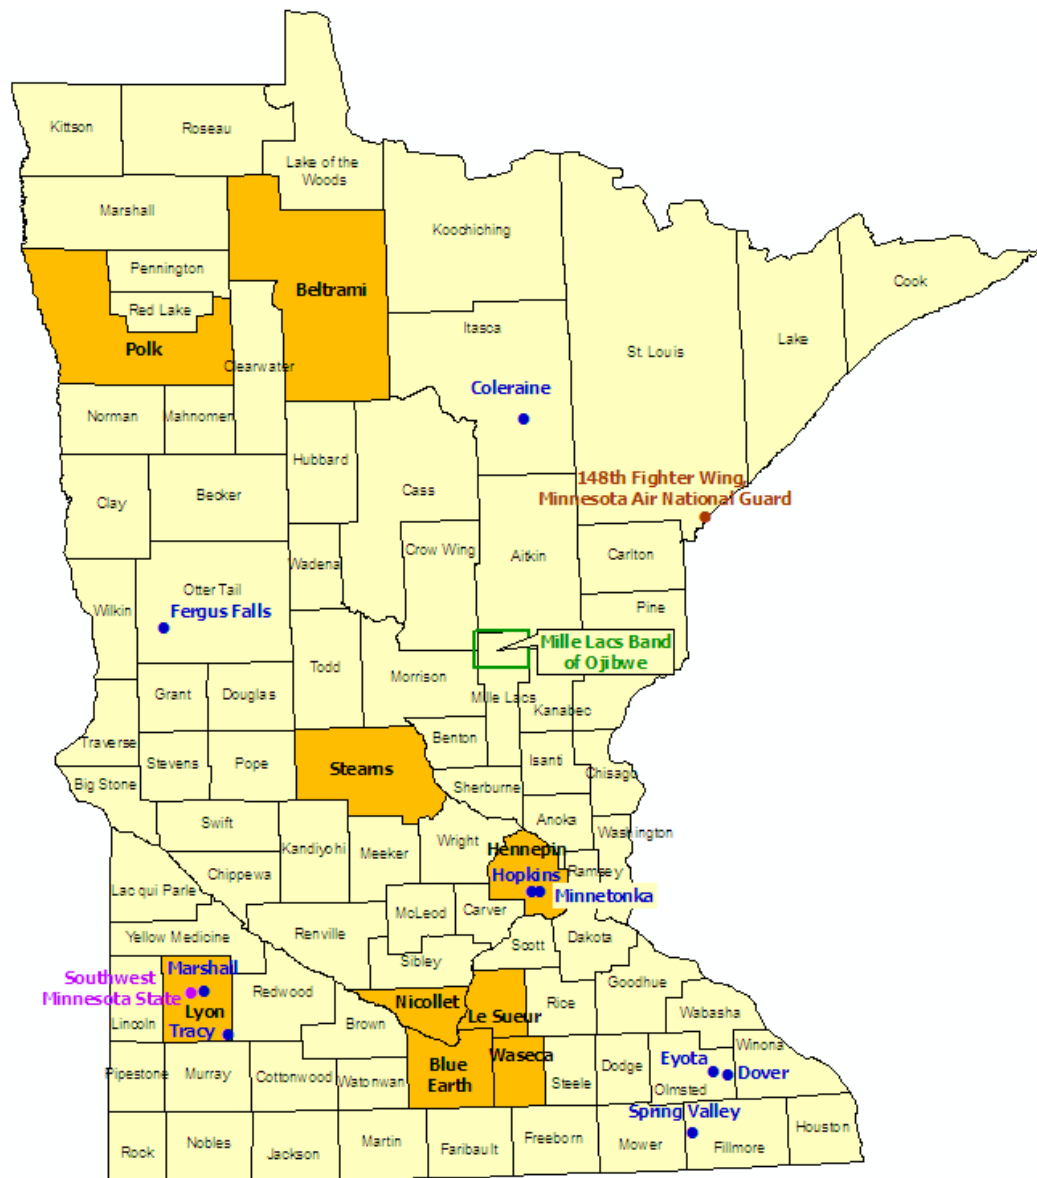 Kittson
Roseau
Lake of the
Woods
Marshall
Koochiching
Pennington
Beltrami
Cook
Red Lake
Itasca
Polk
St. Louis
Lake
Clearwater
Coleraine
Norman
Mahnomen
Hubbard
148th Fighter Wing,
Minnesota Air National Guard
Clay
Becker
Cass
Crow Wing
Aitkin
Carlton
Wadena
Otter Tail
Fergus Falls
Wilkin
Pine
Mille Lacs Band
of Ojibwe
Todd
Morrison
Grant
Douglas
Mille Lacs
Kanabec
Traverse
Benton
Stevens
Pope
Stearns
Isanti
Chisago
Big Stone
Sherburne
Swift
Anoka
Washington
Kandiyohi
Meeker
Wright
Hennepin
Chippewa
Hopkins
Ramsey
Lac qui Parle
Minnetonka
McLeod
Carver
Yellow Medicine
Renville
Scott
Dakota
Sibley
Marshall
Southwest
Minnesota State
Redwood
Goodhue
Nicollet
Le Sueur
Rice
Lyon
Wabasha
Lincoln
Tracy
Brown
Winona
Pipestone
Murray
Cottonwood
Watonwan
Blue
Earth
Waseca
Steele
Dodge
Eyota
Dover
Olmsted
Spring Valley
Rock
Nobles
Jackson
Martin
Faribault
Freeborn
Mower
Fillmore
Houston